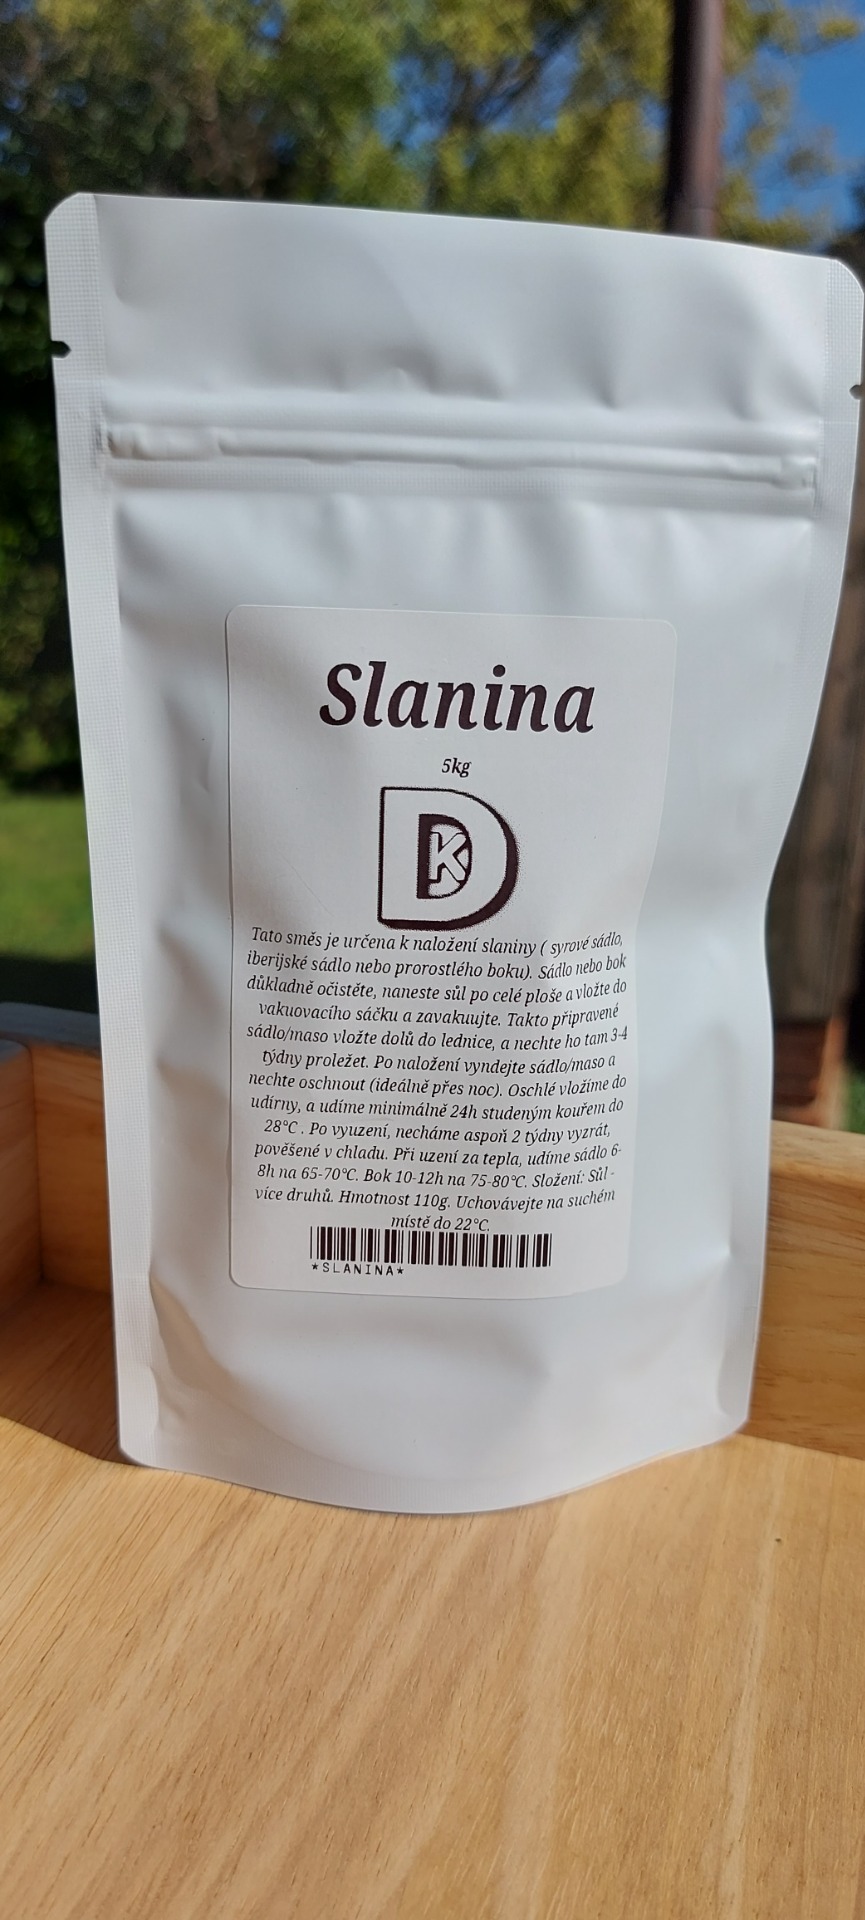 Slanina
5kg
DK
Tato směs je určena k naložení slaniny ( syrové sádlo,
iberijské sádlo nebo prorostlého boku). Sádlo nebo bok
důkladně očistěte, naneste sůl po celé ploše a vložte do
vakuovacího sáčku a zavakuujte. Takto připravené
sádlo/maso vložte dolů do lednice, a nechte ho tam 3-4
týdny proležet. Po naložení vyndejte sádlo/maso a
nechte oschnout (ideálně přes noc). Oschlé vložíme do
udírny, a udíme minimálně 24h studeným kouřem do
28°C . Po vyuzení, necháme aspoň 2 týdny vyzrát,
pověšené v chladu. Při uzení za tepla, udíme sádlo 6-
8h na 65-70°C. Bok 10-12h na 75-80°C. Složení: Sůl -
více druhů. Hmotnost 110g. Uchovávejte na suchém
místě do 22°C.
*SLANINA*